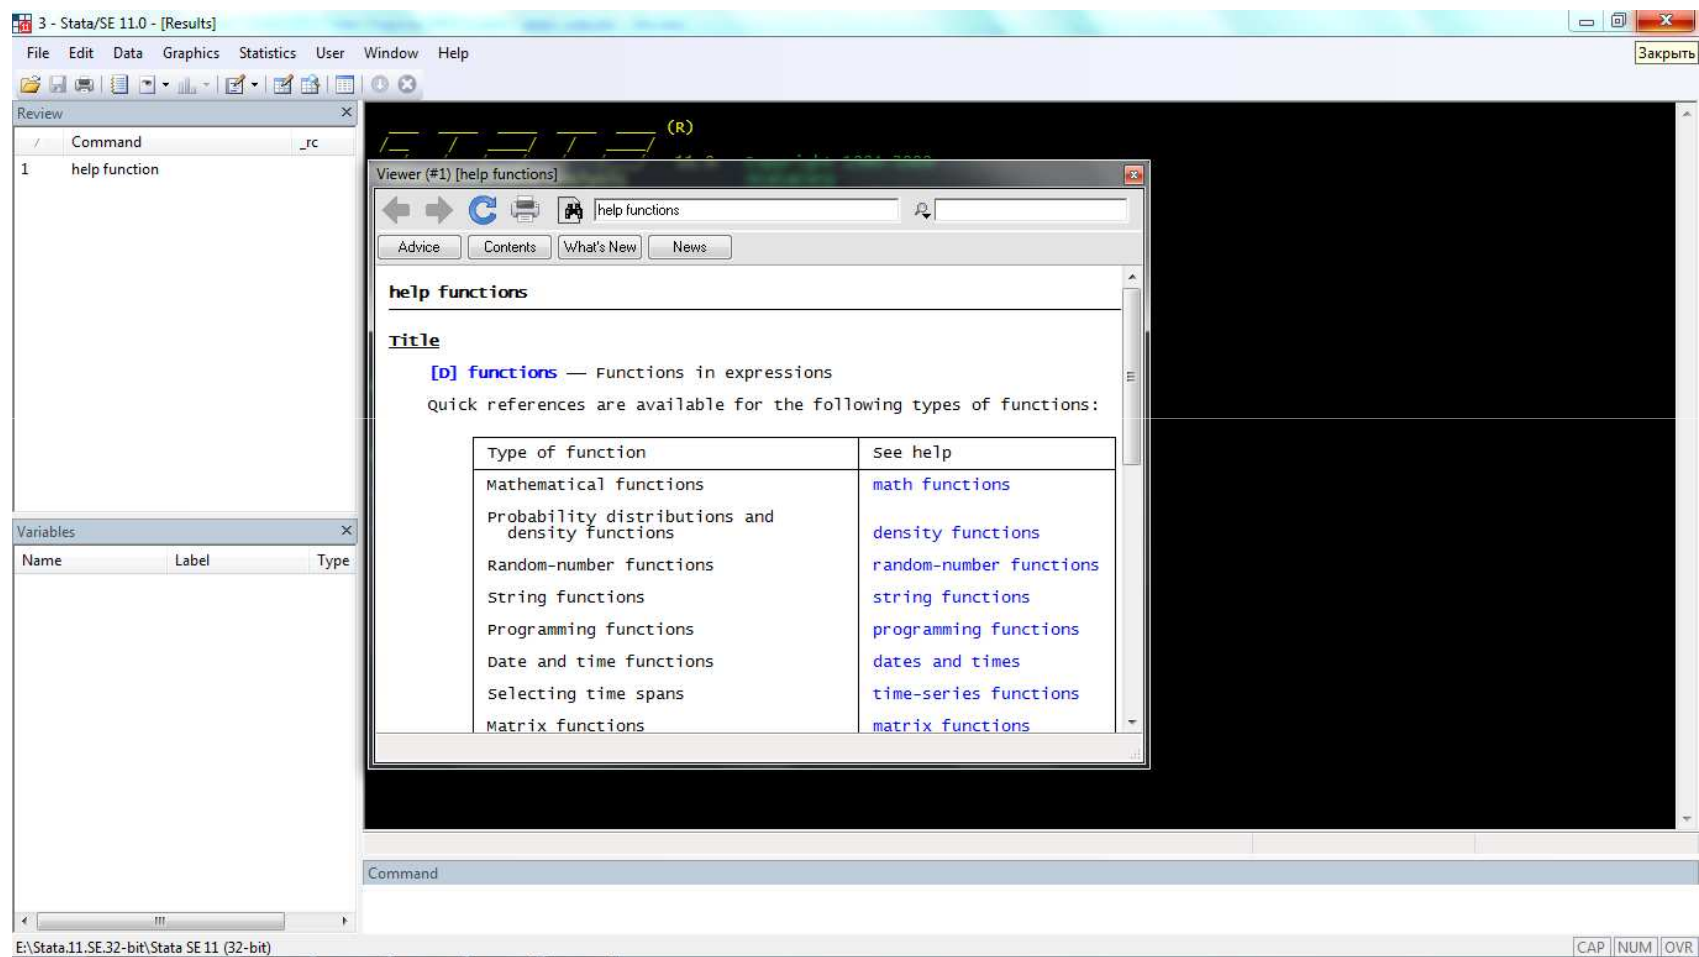 3 - Stata/SE 11.0 - [Results]
File Edit Data Graphics Statistics User Window Help
Закрыть
Review
/ Command _rc
1 help function
(R)
Viewer (#1) [help functions]
help functions
Advice Contents What's New News
help functions
Title
[D] functions — Functions in expressions
Quick references are available for the following types of functions:
Type of function See help
Mathematical functions math functions
Probability distributions and
density functions density functions
Random-number functions random-number functions
String functions string functions
Programming functions programming functions
Date and time functions dates and times
Selecting time spans time-series functions
Matrix functions matrix functions
Variables
Name Label Type
Command
E:\Stata.11.SE.32-bit\Stata SE 11 (32-bit)
CAP NUM OVR